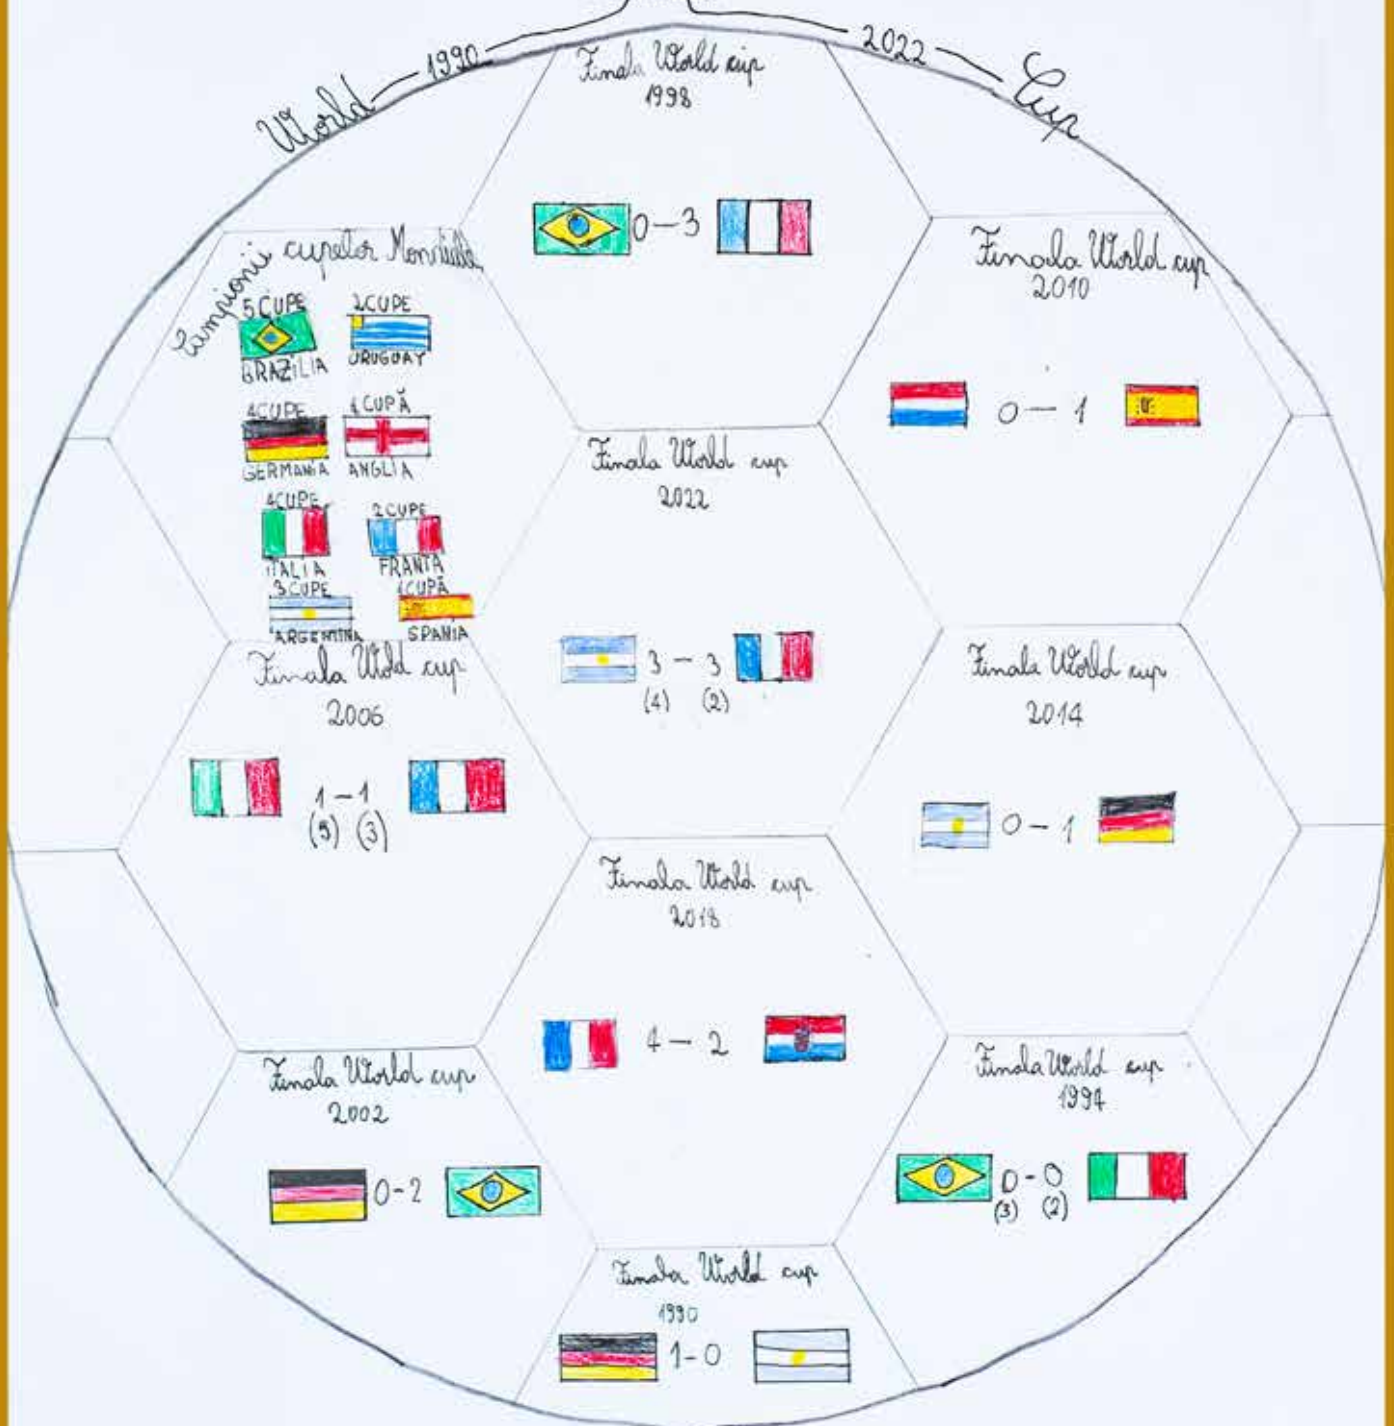 World 1990 2022 Cup
Finala World cup
1998
0-3
Campionii cupelor Mondiale
5 CUPE 2 CUPE
BRAZILIA URUGUAY
4 CUPE 1 CUPĂ
GERMANIA ANGLIA
4 CUPE 2 CUPE
ITALIA FRANTA
3 CUPE 1 CUPĂ
ARGENTINA SPANIA
Finala World cup
2010
0-1
Finala World cup
2022
3-3
(4) (2)
Finala Wold cup
2006
1-1
(5) (3)
Finala World cup
2014
0-1
Finala World cup
2018
4-2
Finala World cup
2002
0-2
Finala World cup
1994
0-0
(3) (2)
Finala World cup
1990
1-0